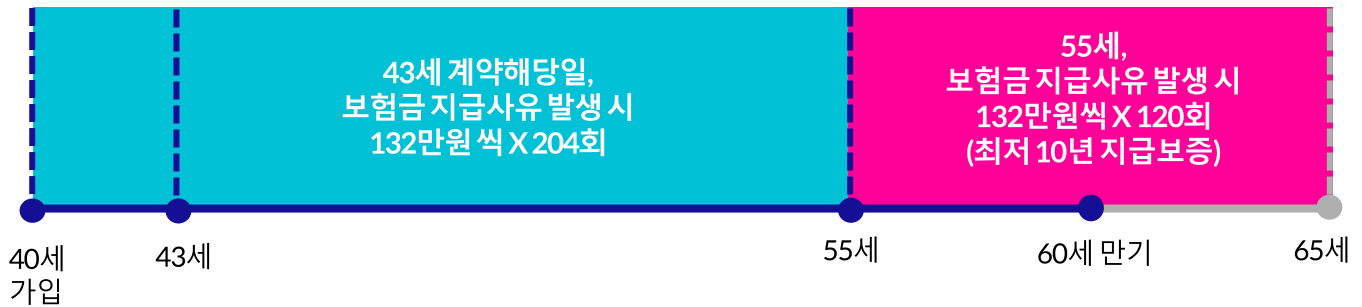 43세 계약해당일,
보험금 지급사유 발생 시
132만원 씩 X 204회
55세,
보험금 지급사유 발생 시
132만원씩 X 120회
(최저 10년 지급보증)
40세
가입
43세
55세
60세 만기
65세